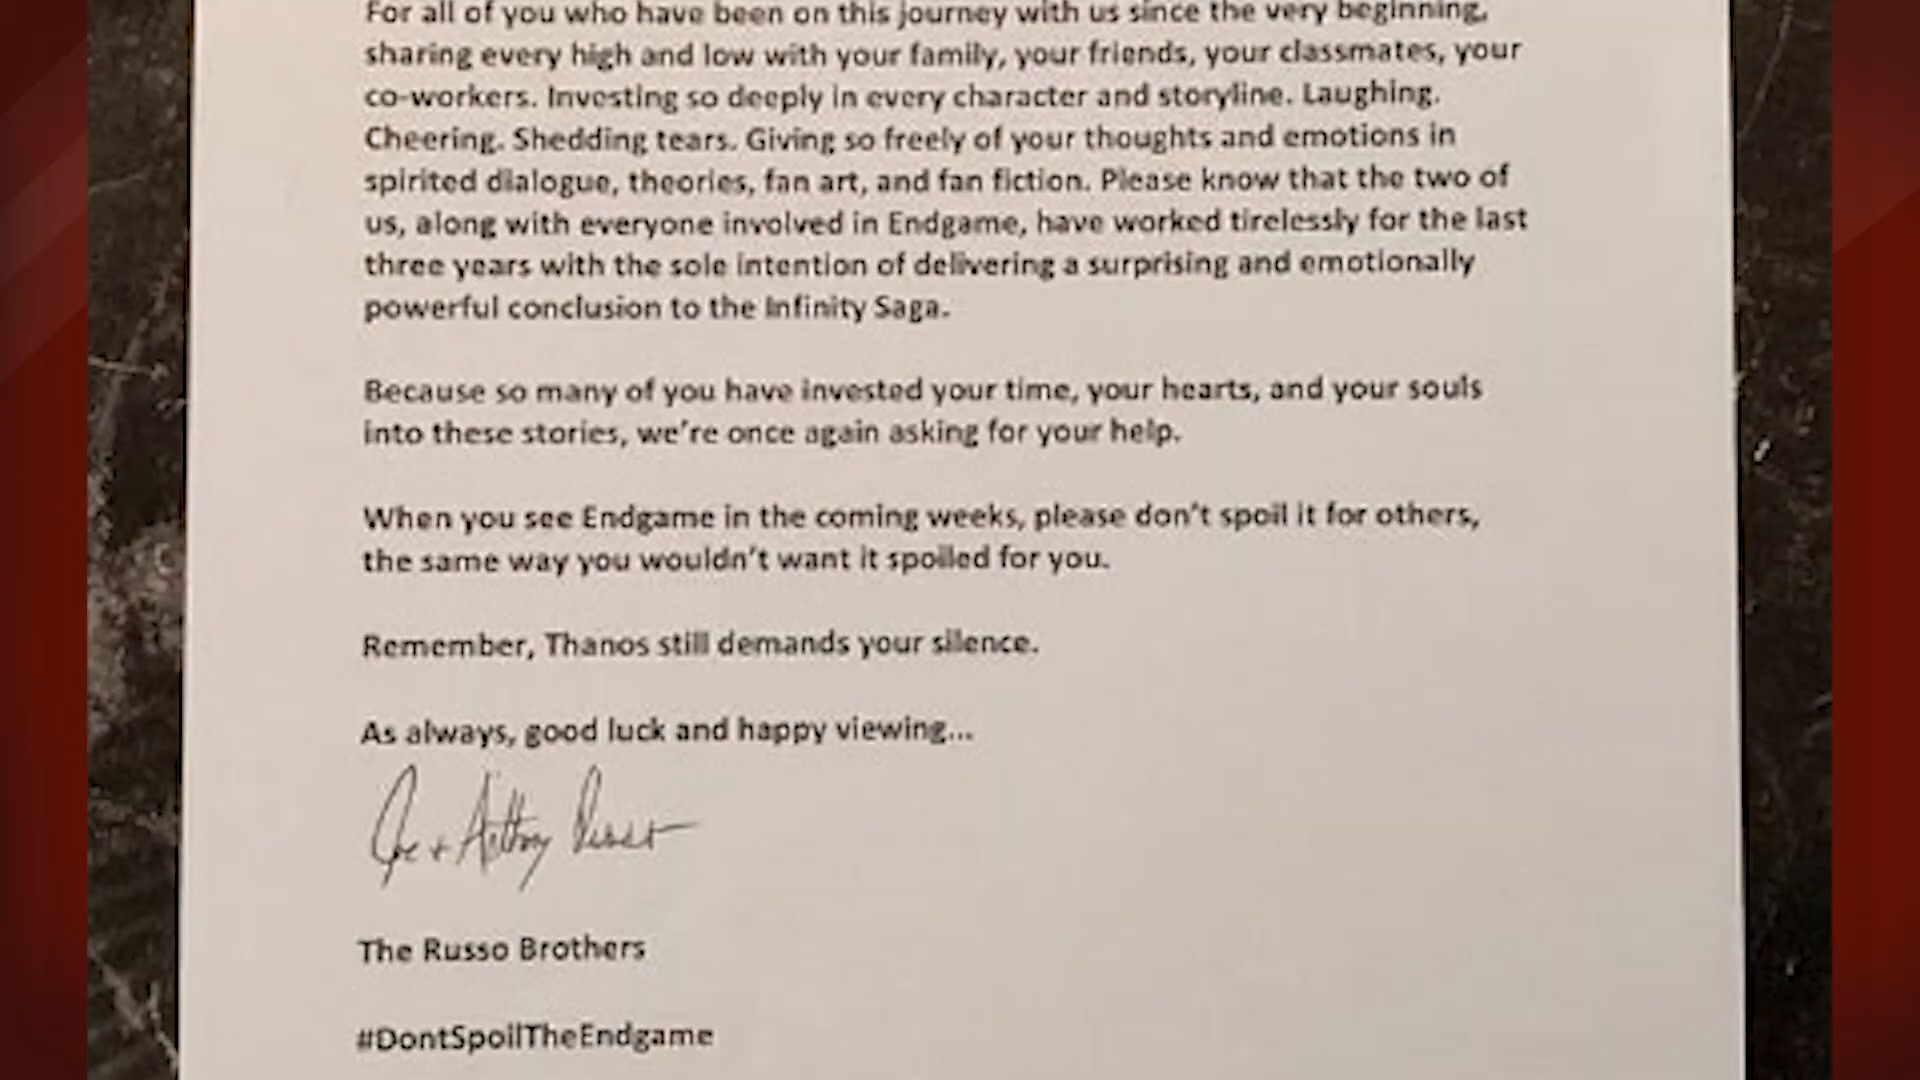 For all of you who have been on this journey with us since the very beginning,
sharing every high and low with your family, your friends, your classmates, your
co-workers. Investing so deeply in every character and storyline. Laughing.
Cheering. Shedding tears. Giving so freely of your thoughts and emotions in
spirited dialogue, theories, fan art, and fan fiction. Please know that the two of
us, along with everyone involved in Endgame, have worked tirelessly for the last
three years with the sole intention of delivering a surprising and emotionally
powerful conclusion to the Infinity Saga.
Because so many of you have invested your time, your hearts, and your souls
into these stories, we're once again asking for your help.
When you see Endgame in the coming weeks, please don't spoil it for others,
the same way you wouldn't want it spoiled for you.
Remember, Thanos still demands your silence.
As always, good luck and happy viewing...
Joe + Anthony Russo
The Russo Brothers
#DontSpoilTheEndgame